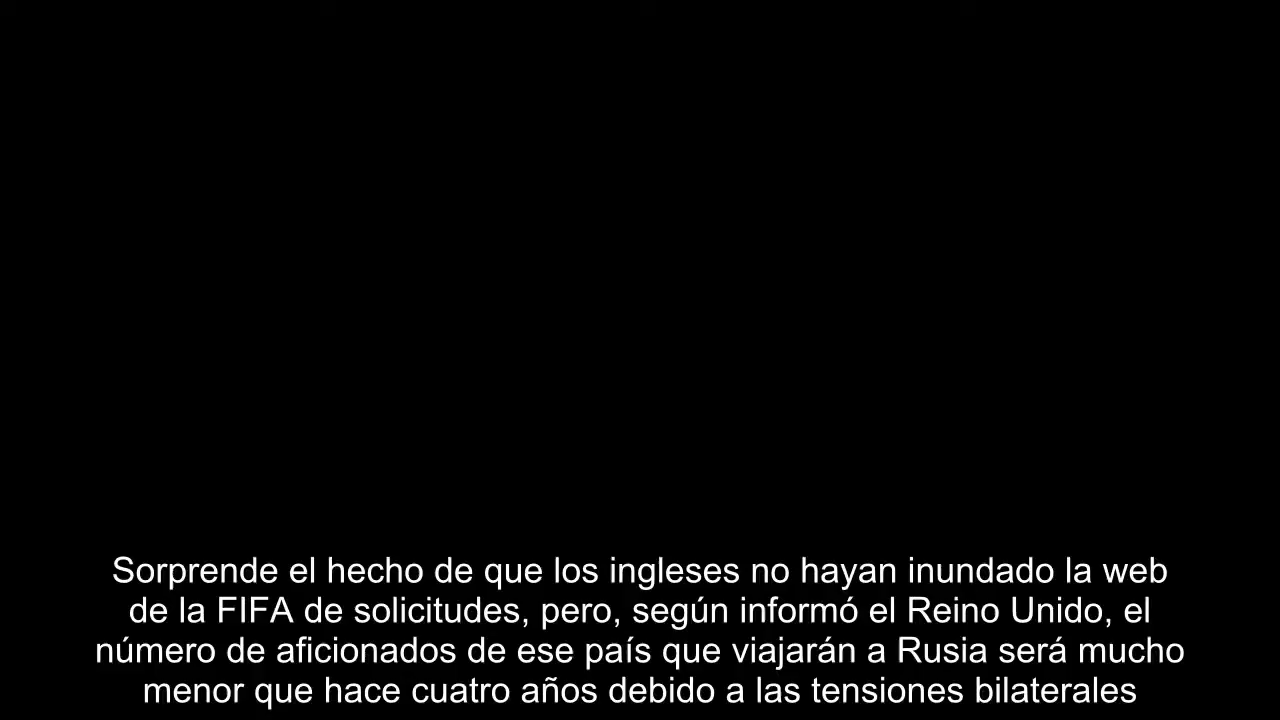 Sorprende el hecho de que los ingleses no hayan inundado la web
de la FIFA de solicitudes, pero, según informó el Reino Unido, el
número de aficionados de ese país que viajarán a Rusia será mucho
menor que hace cuatro años debido a las tensiones bilaterales